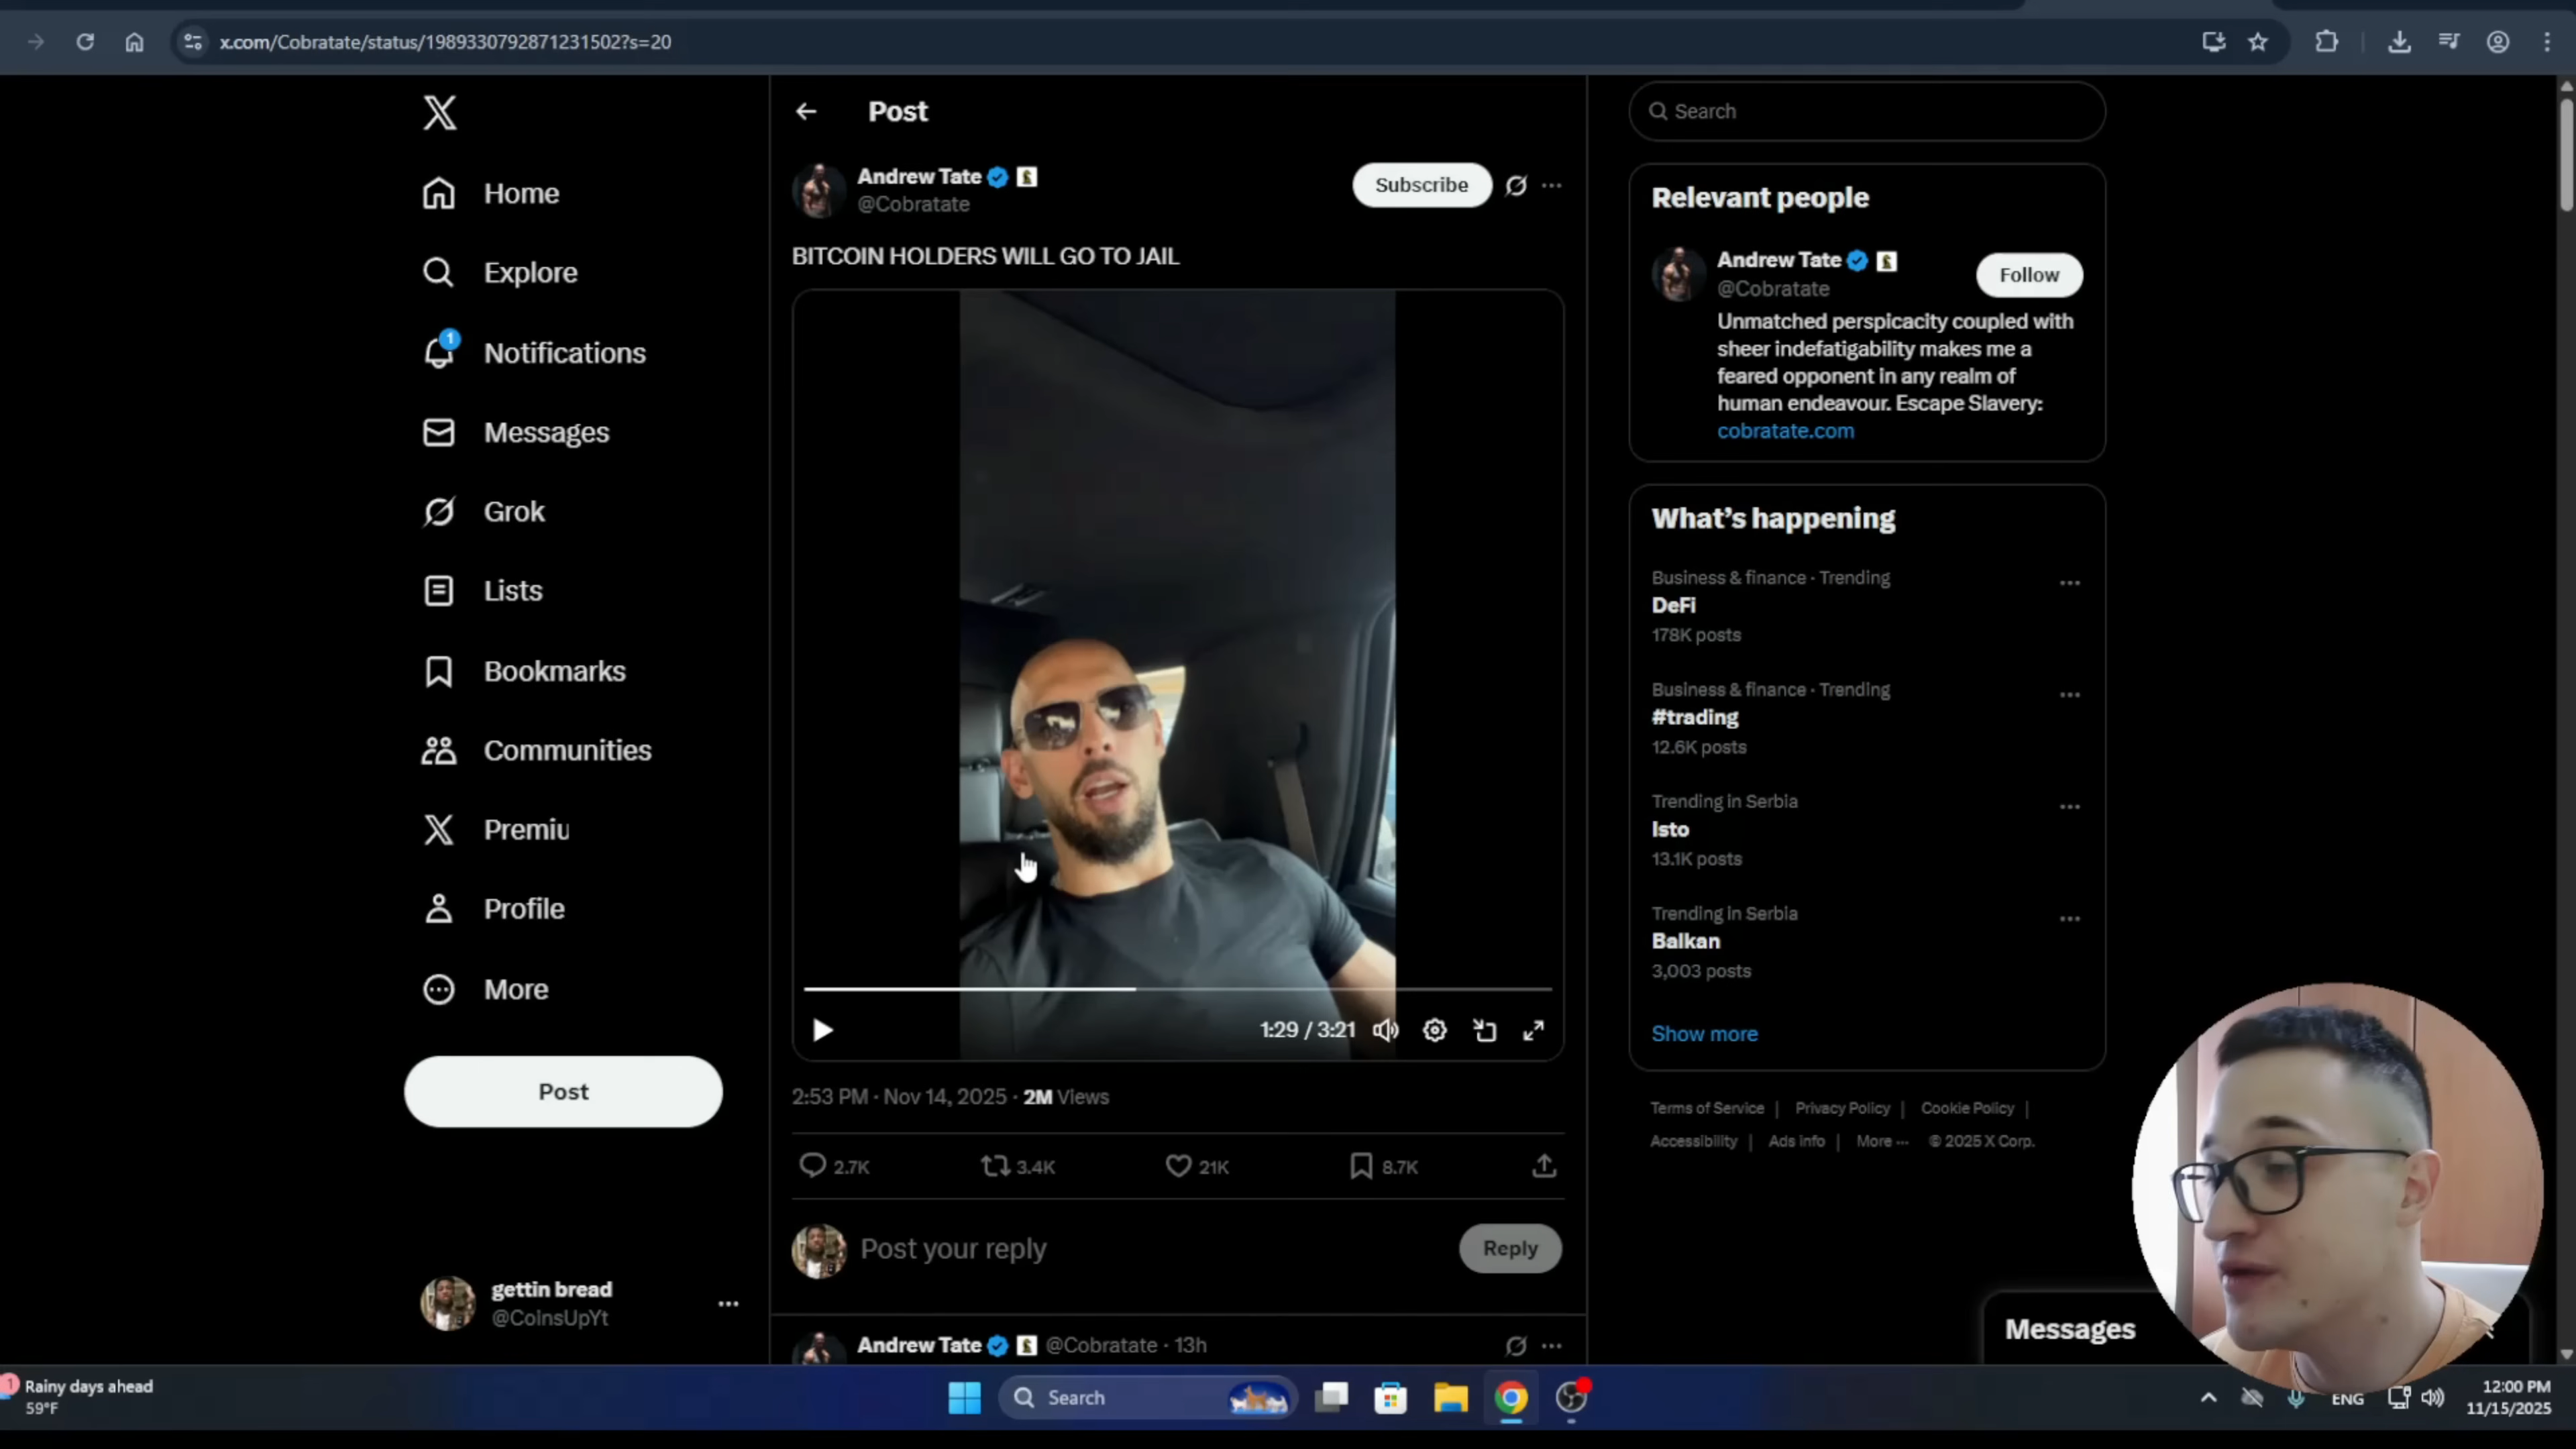 x.com/Cobratate/status/1989330792871231502?s=20
Home
Explore
1
Notifications
Messages
Grok
Lists
Bookmarks
Communities
Premiu
Profile
More
Post
gettin bread
@CoinsUpYt
Post
Andrew Tate
@Cobratate
Subscribe
BITCOIN HOLDERS WILL GO TO JAIL
1:29 / 3:21
2:53 PM · Nov 14, 2025 · 2M Views
2.7K 3.4K 21K 8.7K
Post your reply
Reply
Andrew Tate @Cobratate · 13h
Search
Relevant people
Andrew Tate
@Cobratate
Follow
Unmatched perspicacity coupled with
sheer indefatigability makes me a
feared opponent in any realm of
human endeavour. Escape Slavery:
cobratate.com
What's happening
Business & finance · Trending
DeFi
178K posts
Business & finance · Trending
#trading
12.6K posts
Trending in Serbia
Isto
13.1K posts
Trending in Serbia
Balkan
3,003 posts
Show more
Terms of Service | Privacy Policy | Cookie Policy |
Accessibility | Ads info | More ··· © 2025 X Corp.
Messages
1
Rainy days ahead
59°F
Search
ENG
12:00 PM
11/15/2025